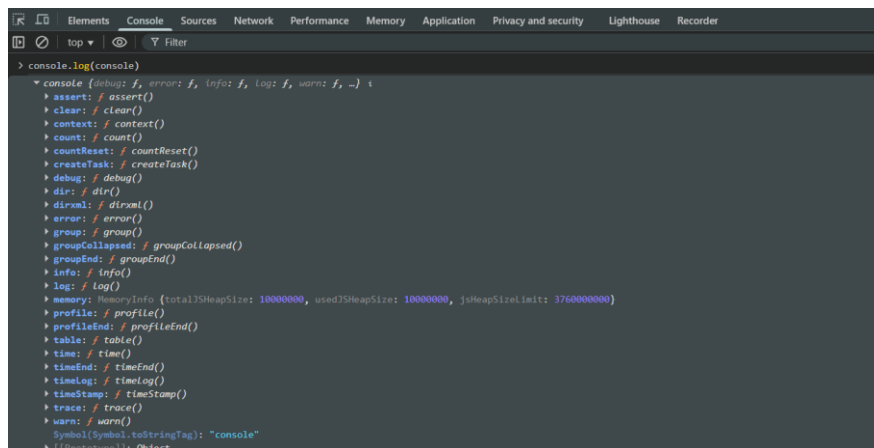 Elements Console Sources Network Performance Memory Application Privacy and security Lighthouse Recorder
top ▾ Filter
> console.log(console)
▾ console {debug: ƒ, error: ƒ, info: ƒ, log: ƒ, warn: ƒ, …} i
▸ assert: ƒ assert()
▸ clear: ƒ clear()
▸ context: ƒ context()
▸ count: ƒ count()
▸ countReset: ƒ countReset()
▸ createTask: ƒ createTask()
▸ debug: ƒ debug()
▸ dir: ƒ dir()
▸ dirxml: ƒ dirxml()
▸ error: ƒ error()
▸ group: ƒ group()
▸ groupCollapsed: ƒ groupCollapsed()
▸ groupEnd: ƒ groupEnd()
▸ info: ƒ info()
▸ log: ƒ log()
▸ memory: MemoryInfo {totalJSHeapSize: 10000000, usedJSHeapSize: 10000000, jsHeapSizeLimit: 3760000000}
▸ profile: ƒ profile()
▸ profileEnd: ƒ profileEnd()
▸ table: ƒ table()
▸ time: ƒ time()
▸ timeEnd: ƒ timeEnd()
▸ timeLog: ƒ timeLog()
▸ timeStamp: ƒ timeStamp()
▸ trace: ƒ trace()
▸ warn: ƒ warn()
Symbol(Symbol.toStringTag): "console"
▸ [[Prototype]]: Object